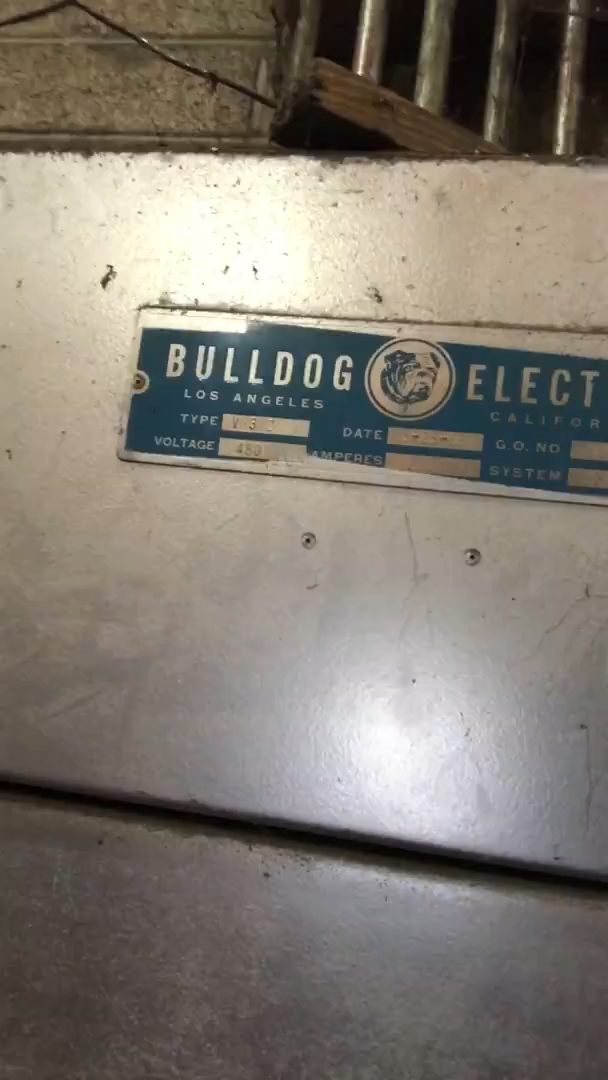 BULLDOG ELECT
LOS ANGELES
CALIFOR
TYPE
DATE
G.O. NO
VOLTAGE 480
AMPERES
SYSTEM